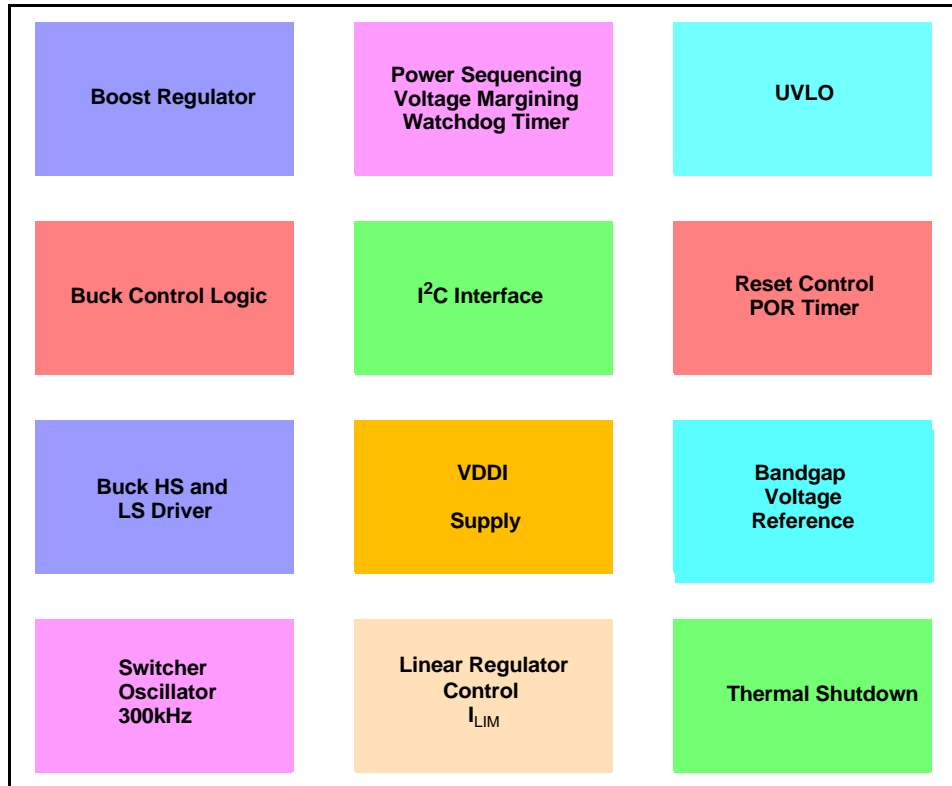 Boost Regulator
Power Sequencing
Voltage Margining
Watchdog Timer
UVLO
Buck Control Logic
I²C Interface
Reset Control
POR Timer
Buck HS and
LS Driver
VDDI
Supply
Bandgap
Voltage
Reference
Switcher
Oscillator
300kHz
Linear Regulator
Control
I_LIM
Thermal Shutdown